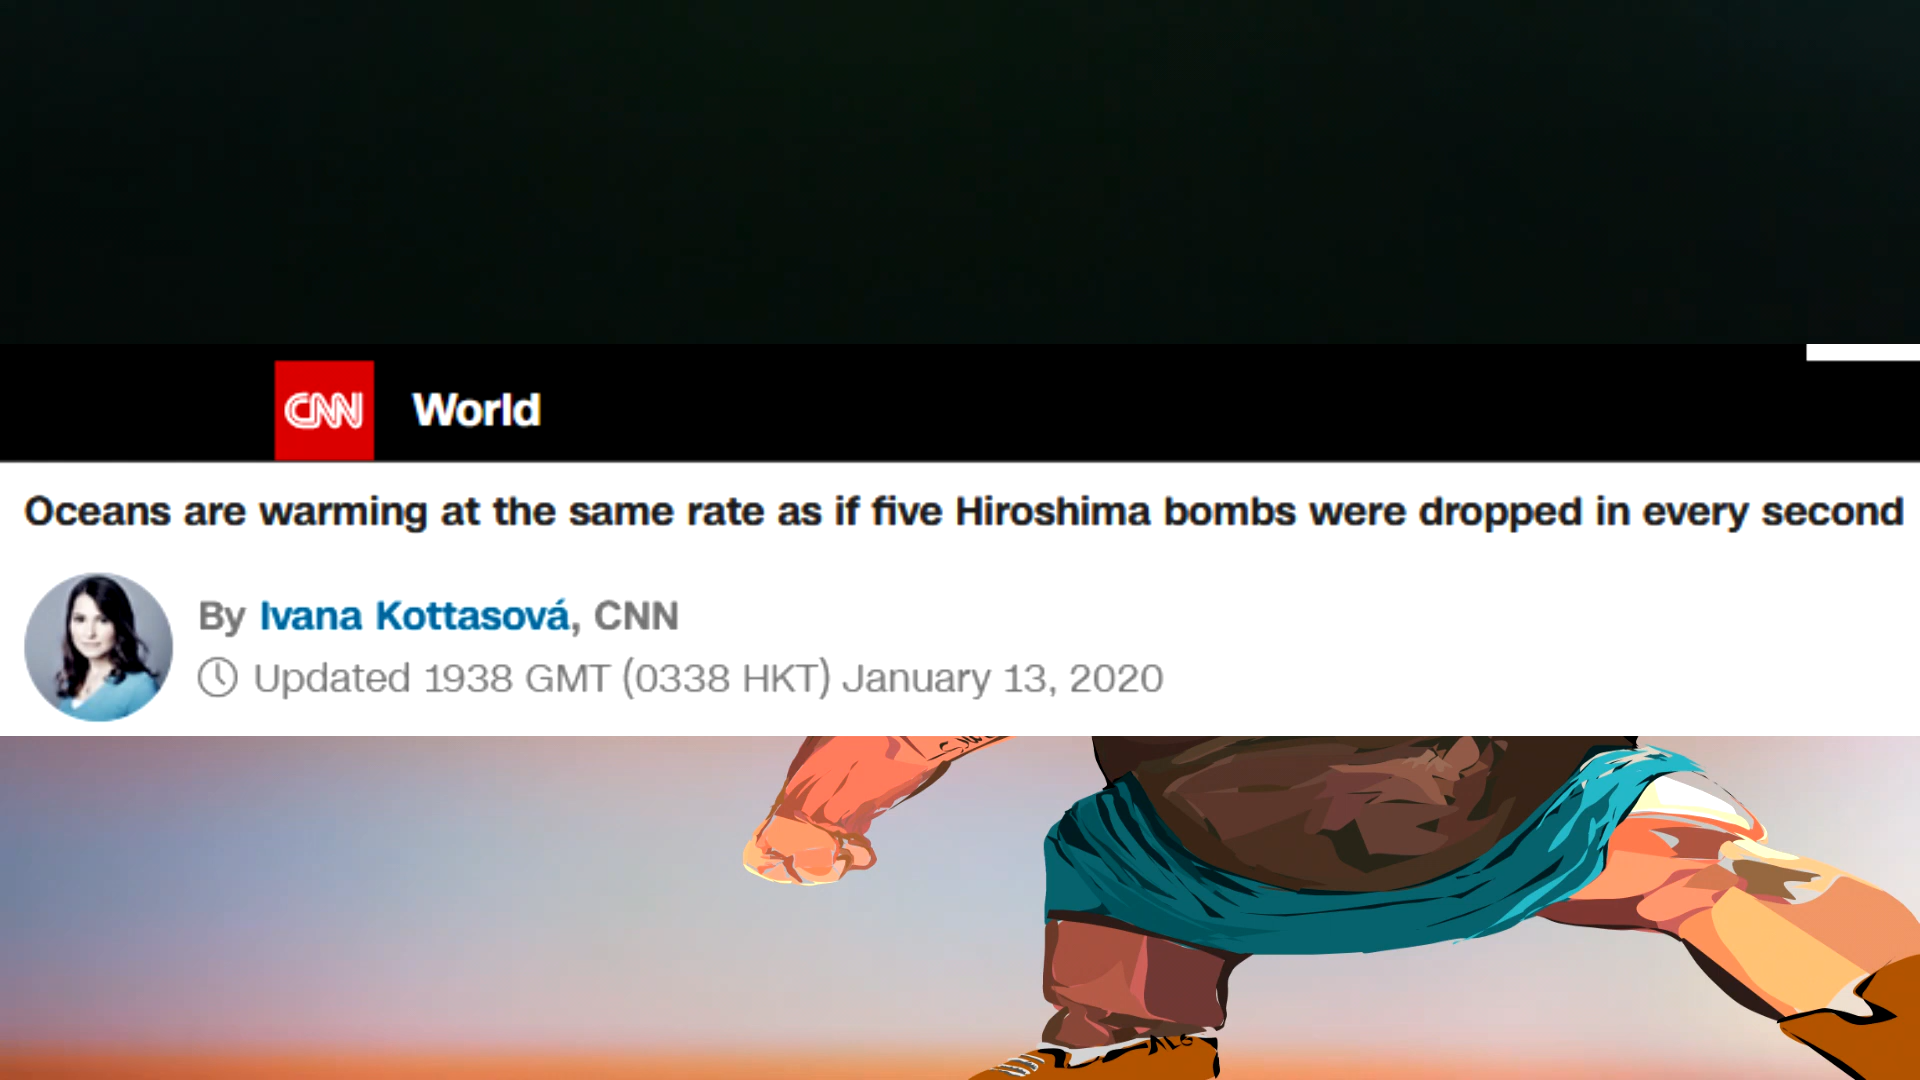 CNN World
Oceans are warming at the same rate as if five Hiroshima bombs were dropped in every second
By Ivana Kottasová, CNN
Updated 1938 GMT (0338 HKT) January 13, 2020